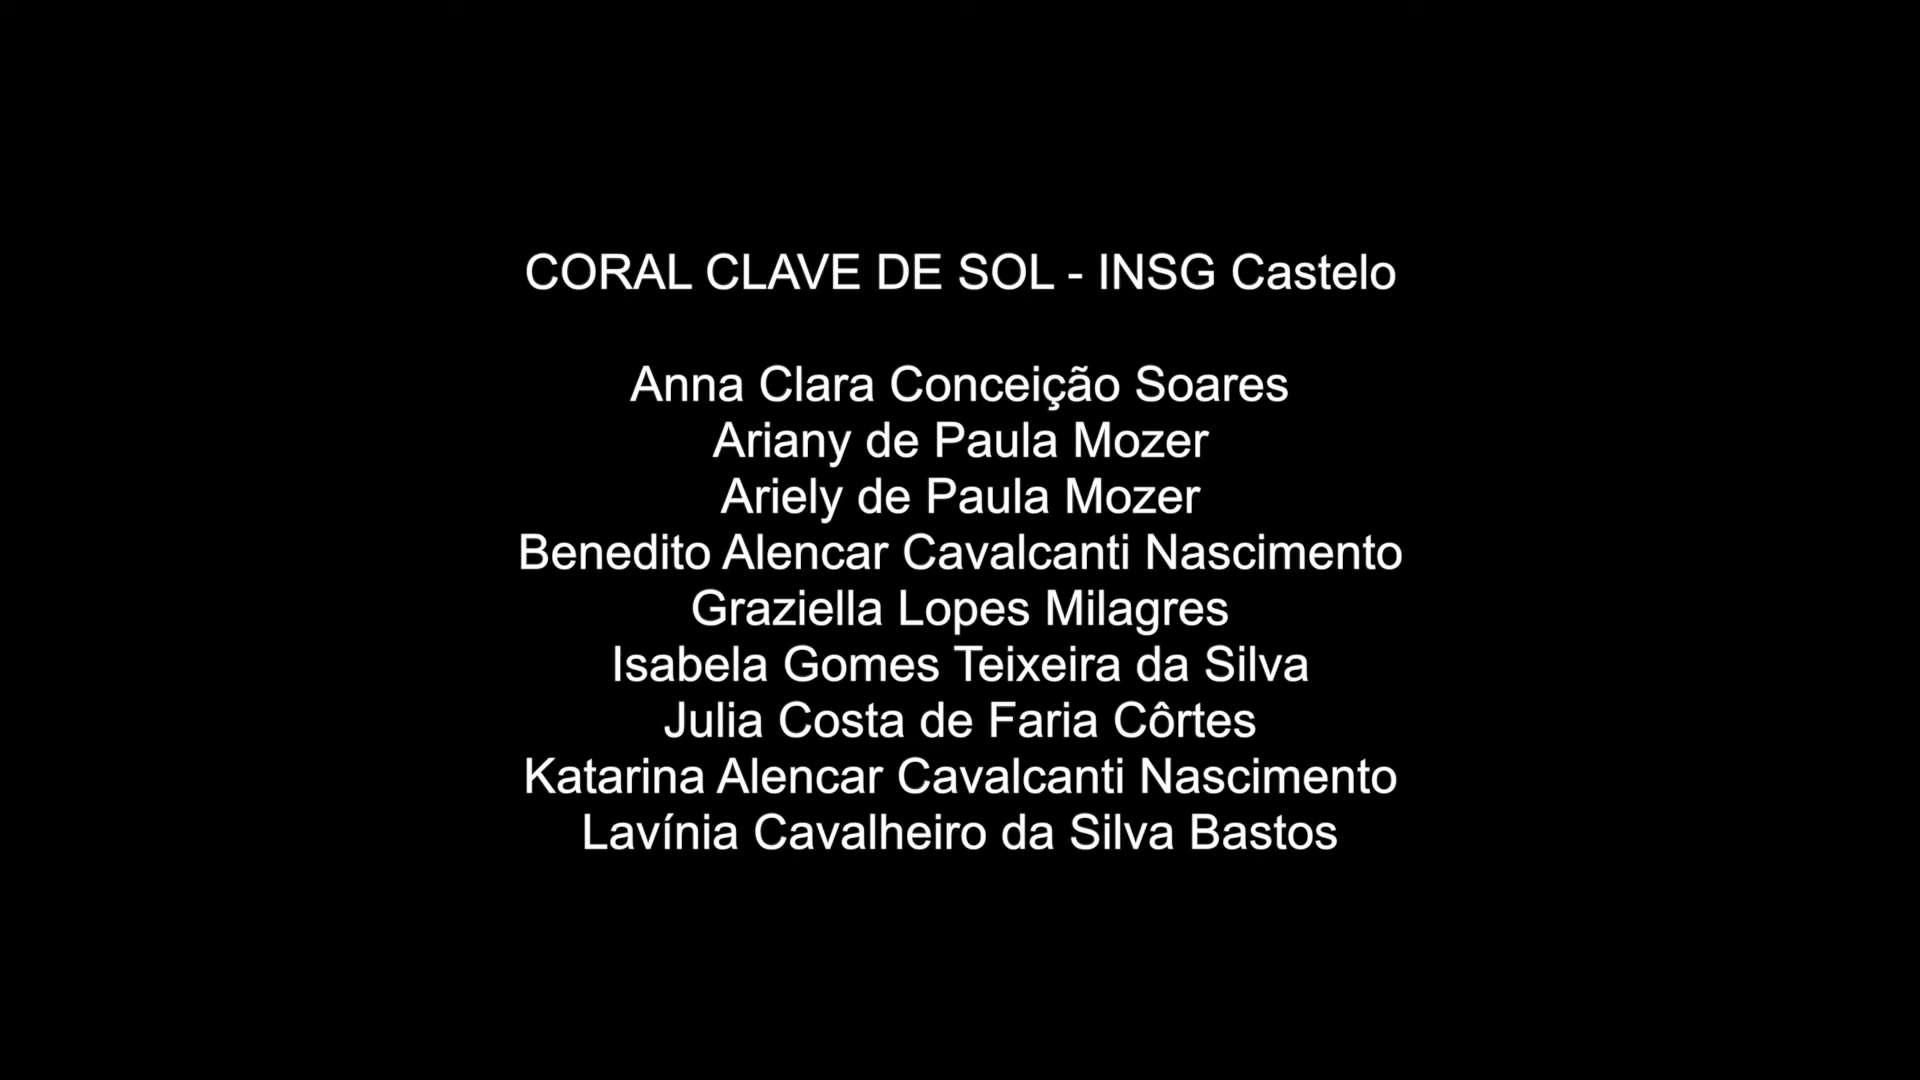 CORAL CLAVE DE SOL - INSG Castelo
Anna Clara Conceição Soares
Ariany de Paula Mozer
Ariely de Paula Mozer
Benedito Alencar Cavalcanti Nascimento
Graziella Lopes Milagres
Isabela Gomes Teixeira da Silva
Julia Costa de Faria Côrtes
Katarina Alencar Cavalcanti Nascimento
Lavínia Cavalheiro da Silva Bastos